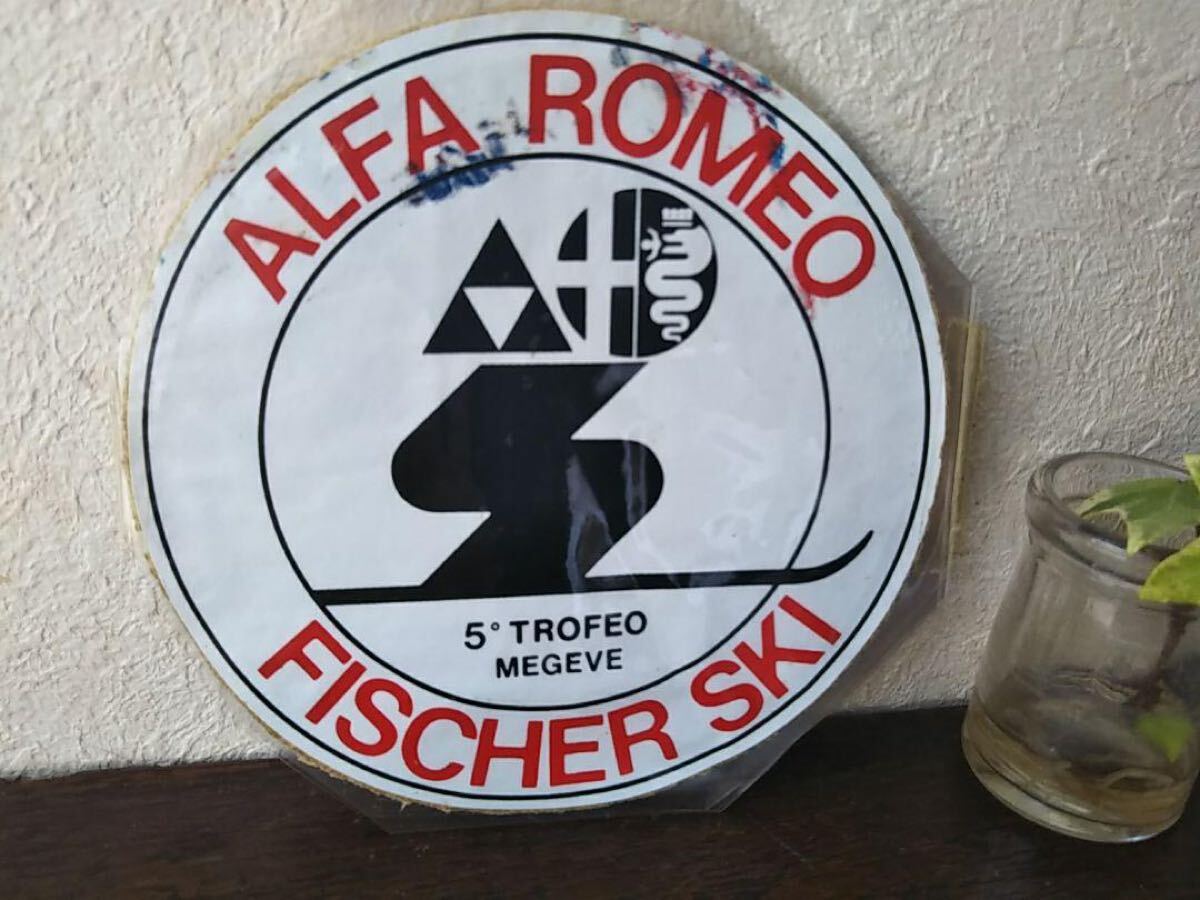 ALFA ROMEO
5° TROFEO
MEGEVE
FISCHER SKI